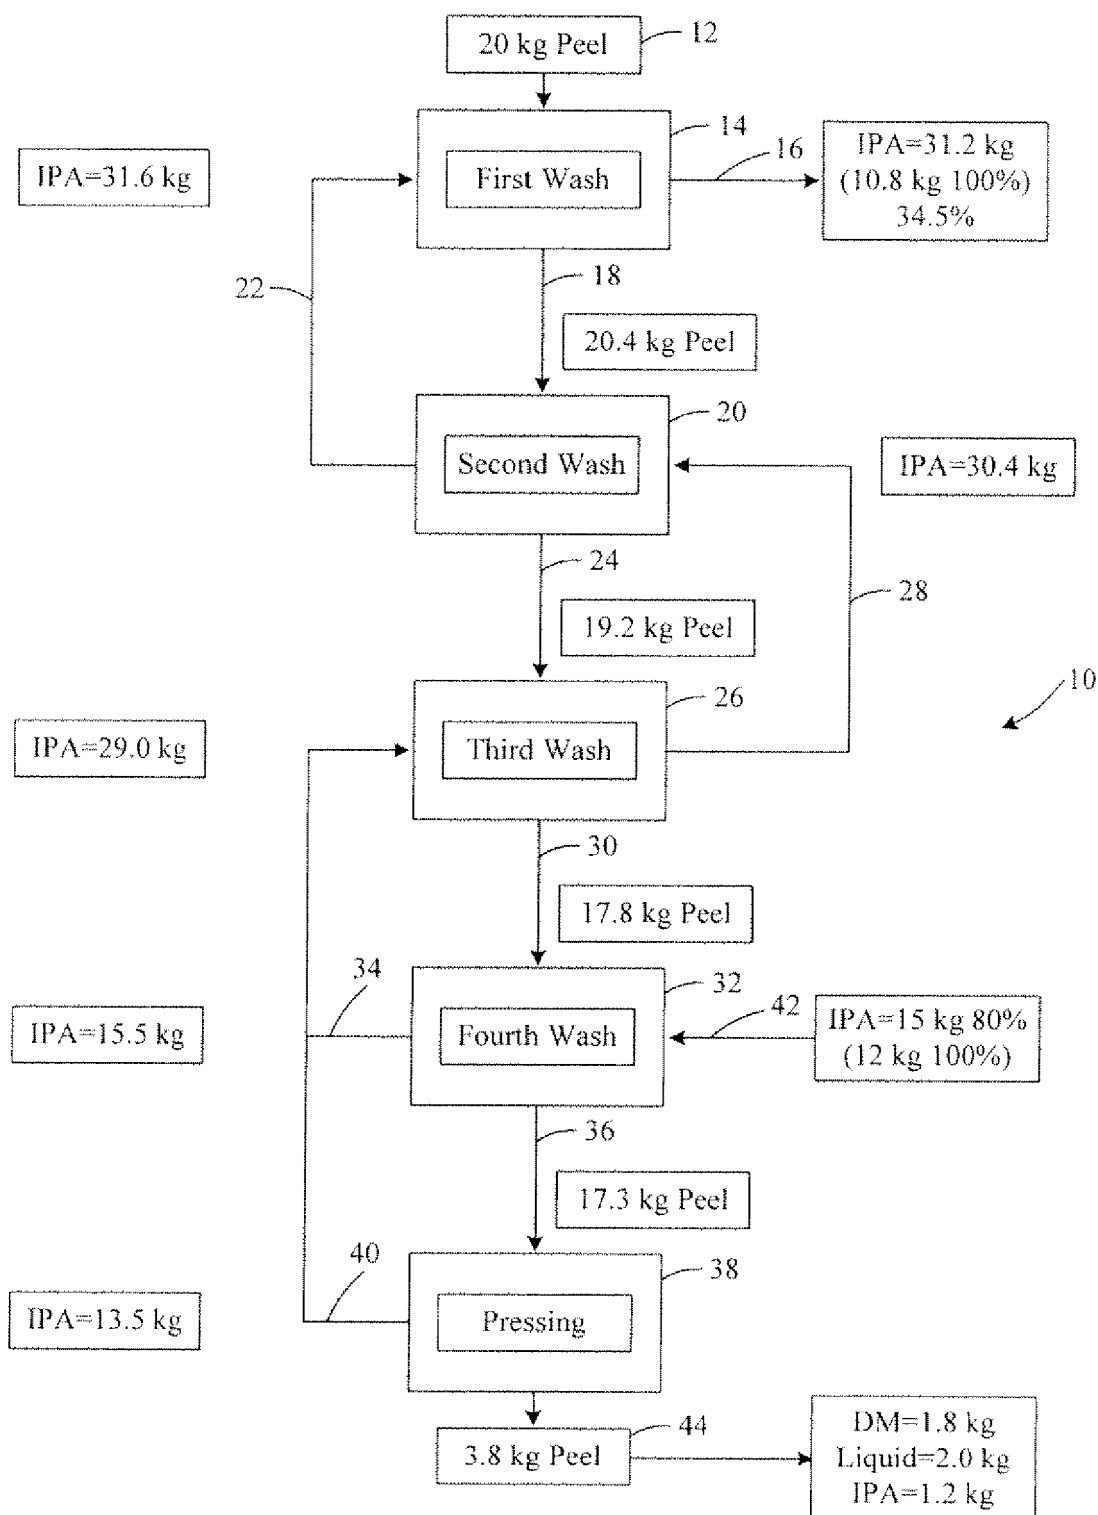 20 kg Peel
12
14
16
IPA=31.6 kg
First Wash
IPA=31.2 kg
(10.8 kg 100%)
34.5%
22
18
20.4 kg Peel
20
Second Wash
IPA=30.4 kg
24
28
19.2 kg Peel
26
10
IPA=29.0 kg
Third Wash
30
17.8 kg Peel
34
32
42
IPA=15.5 kg
Fourth Wash
IPA=15 kg 80%
(12 kg 100%)
36
17.3 kg Peel
40
38
IPA=13.5 kg
Pressing
44
3.8 kg Peel
DM=1.8 kg
Liquid=2.0 kg
IPA=1.2 kg